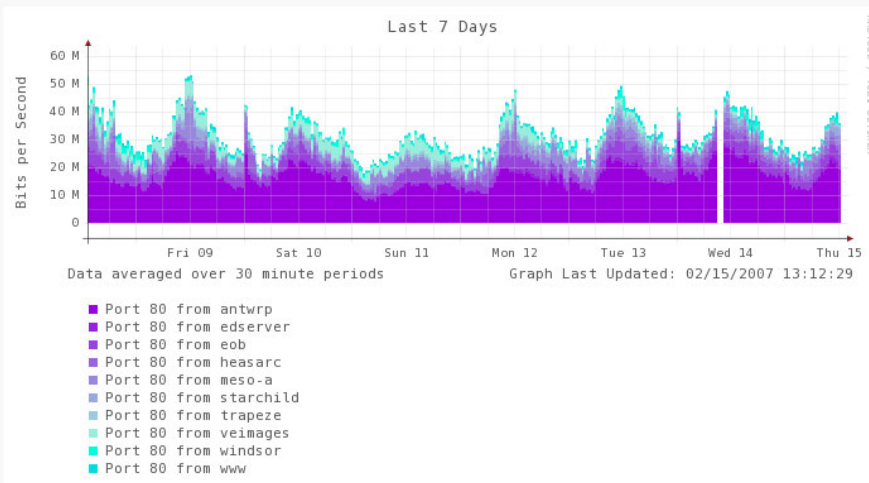 Last 7 Days
Bits per Second
60 M
50 M
40 M
30 M
20 M
10 M
0
Fri 09 Sat 10 Sun 11 Mon 12 Tue 13 Wed 14 Thu 15
Data averaged over 30 minute periods Graph Last Updated: 02/15/2007 13:12:29
Port 80 from antwrp
Port 80 from edserver
Port 80 from eob
Port 80 from heasarc
Port 80 from meso-a
Port 80 from starchild
Port 80 from trapeze
Port 80 from veimages
Port 80 from windsor
Port 80 from www